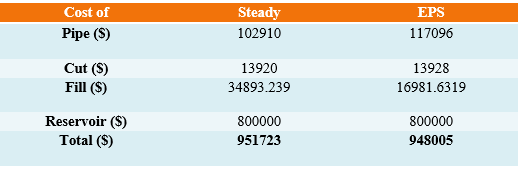 Cost of Steady EPS
Pipe ($) 102910 117096
Cut ($) 13920 13928
Fill ($) 34893.239 16981.6319
Reservoir ($) 800000 800000
Total ($) 951723 948005